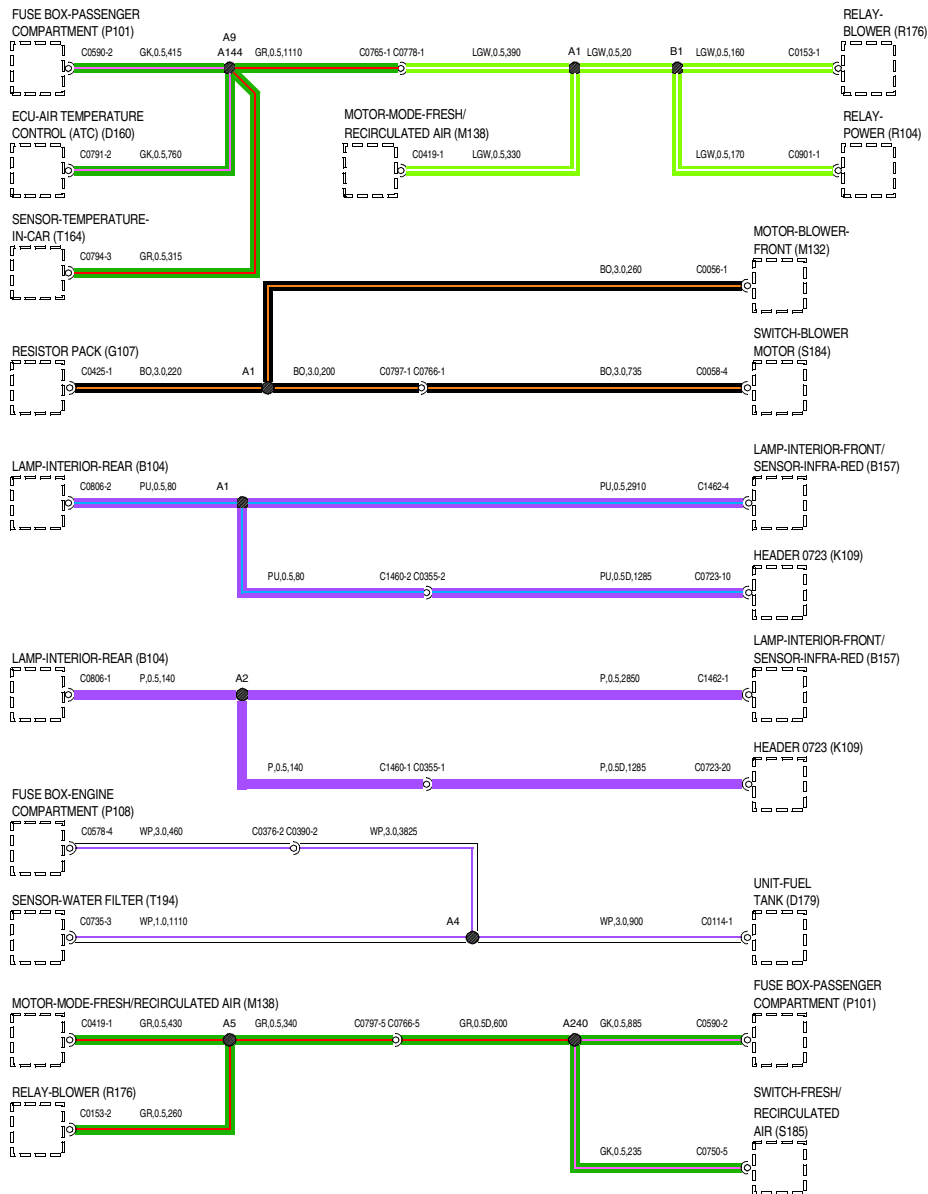 FUSE BOX-PASSENGER
COMPARTMENT (P101)
C0590-2 GK,0.5,415
A9
A144
GR,0.5,1110 C0765-1 C0778-1 LGW,0.5,390 A1 LGW,0.5,20 B1 LGW,0.5,160 C0153-1
RELAY-
BLOWER (R176)
ECU-AIR TEMPERATURE
CONTROL (ATC) (D160)
C0791-2 GK,0.5,760
MOTOR-MODE-FRESH/
RECIRCULATED AIR (M138)
C0419-1 LGW,0.5,330 LGW,0.5,170 C0901-1
RELAY-
POWER (R104)
SENSOR-TEMPERATURE-
IN-CAR (T164)
C0794-3 GR,0.5,315
MOTOR-BLOWER-
FRONT (M132)
BO,3.0,260 C0056-1
RESISTOR PACK (G107)
C0425-1 BO,3.0,220 A1 BO,3.0,200 C0797-1 C0766-1 BO,3.0,735 C0058-4
SWITCH-BLOWER
MOTOR (S184)
LAMP-INTERIOR-REAR (B104)
C0806-2 PU,0.5,80 A1 PU,0.5,2910 C1462-4
LAMP-INTERIOR-FRONT/
SENSOR-INFRA-RED (B157)
PU,0.5,80 C1460-2 C0355-2 PU,0.5D,1285 C0723-10
HEADER 0723 (K109)
LAMP-INTERIOR-REAR (B104)
C0806-1 P,0.5,140 A2 P,0.5,2850 C1462-1
LAMP-INTERIOR-FRONT/
SENSOR-INFRA-RED (B157)
P,0.5,140 C1460-1 C0355-1 P,0.5D,1285 C0723-20
HEADER 0723 (K109)
FUSE BOX-ENGINE
COMPARTMENT (P108)
C0578-4 WP,3.0,460 C0376-2 C0390-2 WP,3.0,3825
SENSOR-WATER FILTER (T194)
C0735-3 WP,1.0,1110 A4 WP,3.0,900 C0114-1
UNIT-FUEL
TANK (D179)
MOTOR-MODE-FRESH/RECIRCULATED AIR (M138)
C0419-1 GR,0.5,430 A5 GR,0.5,340 C0797-5 C0766-5 GR,0.5D,600 A240 GK,0.5,885 C0590-2
FUSE BOX-PASSENGER
COMPARTMENT (P101)
RELAY-BLOWER (R176)
C0153-2 GR,0.5,260
SWITCH-FRESH/
RECIRCULATED
AIR (S185)
GK,0.5,235 C0750-5